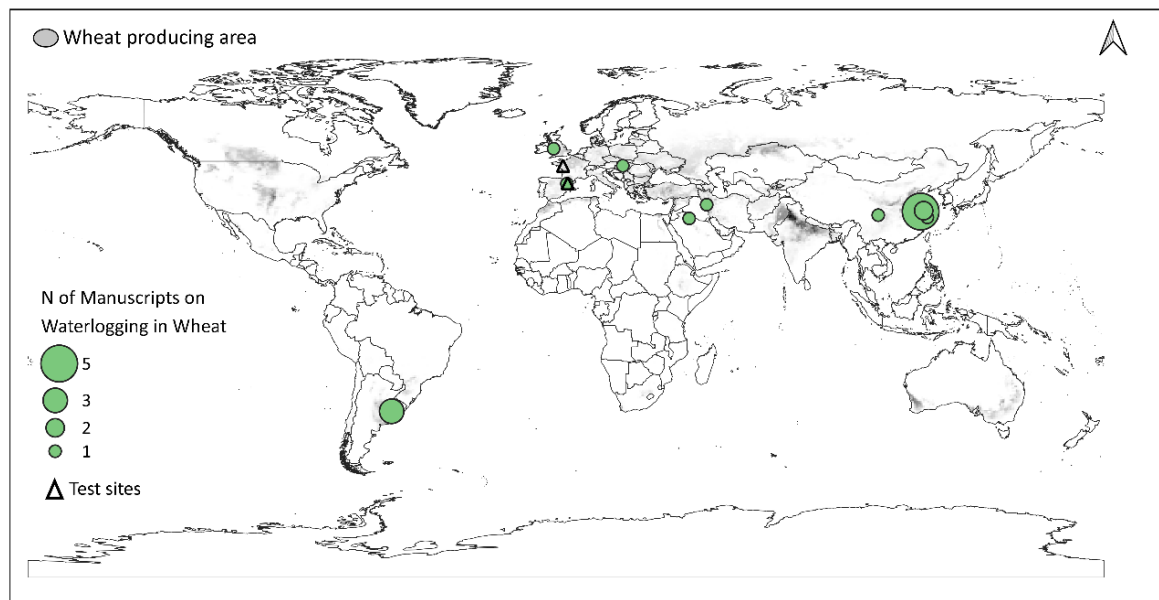 Wheat producing area
N of Manuscripts on
Waterlogging in Wheat
5
3
2
1
Test sites